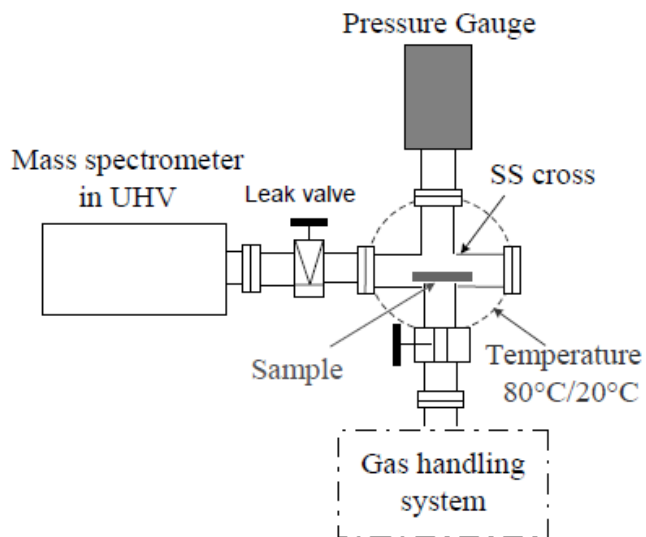 Pressure Gauge
Mass spectrometer
in UHV
Leak valve
SS cross
Sample
Temperature
80°C/20°C
Gas handling
system